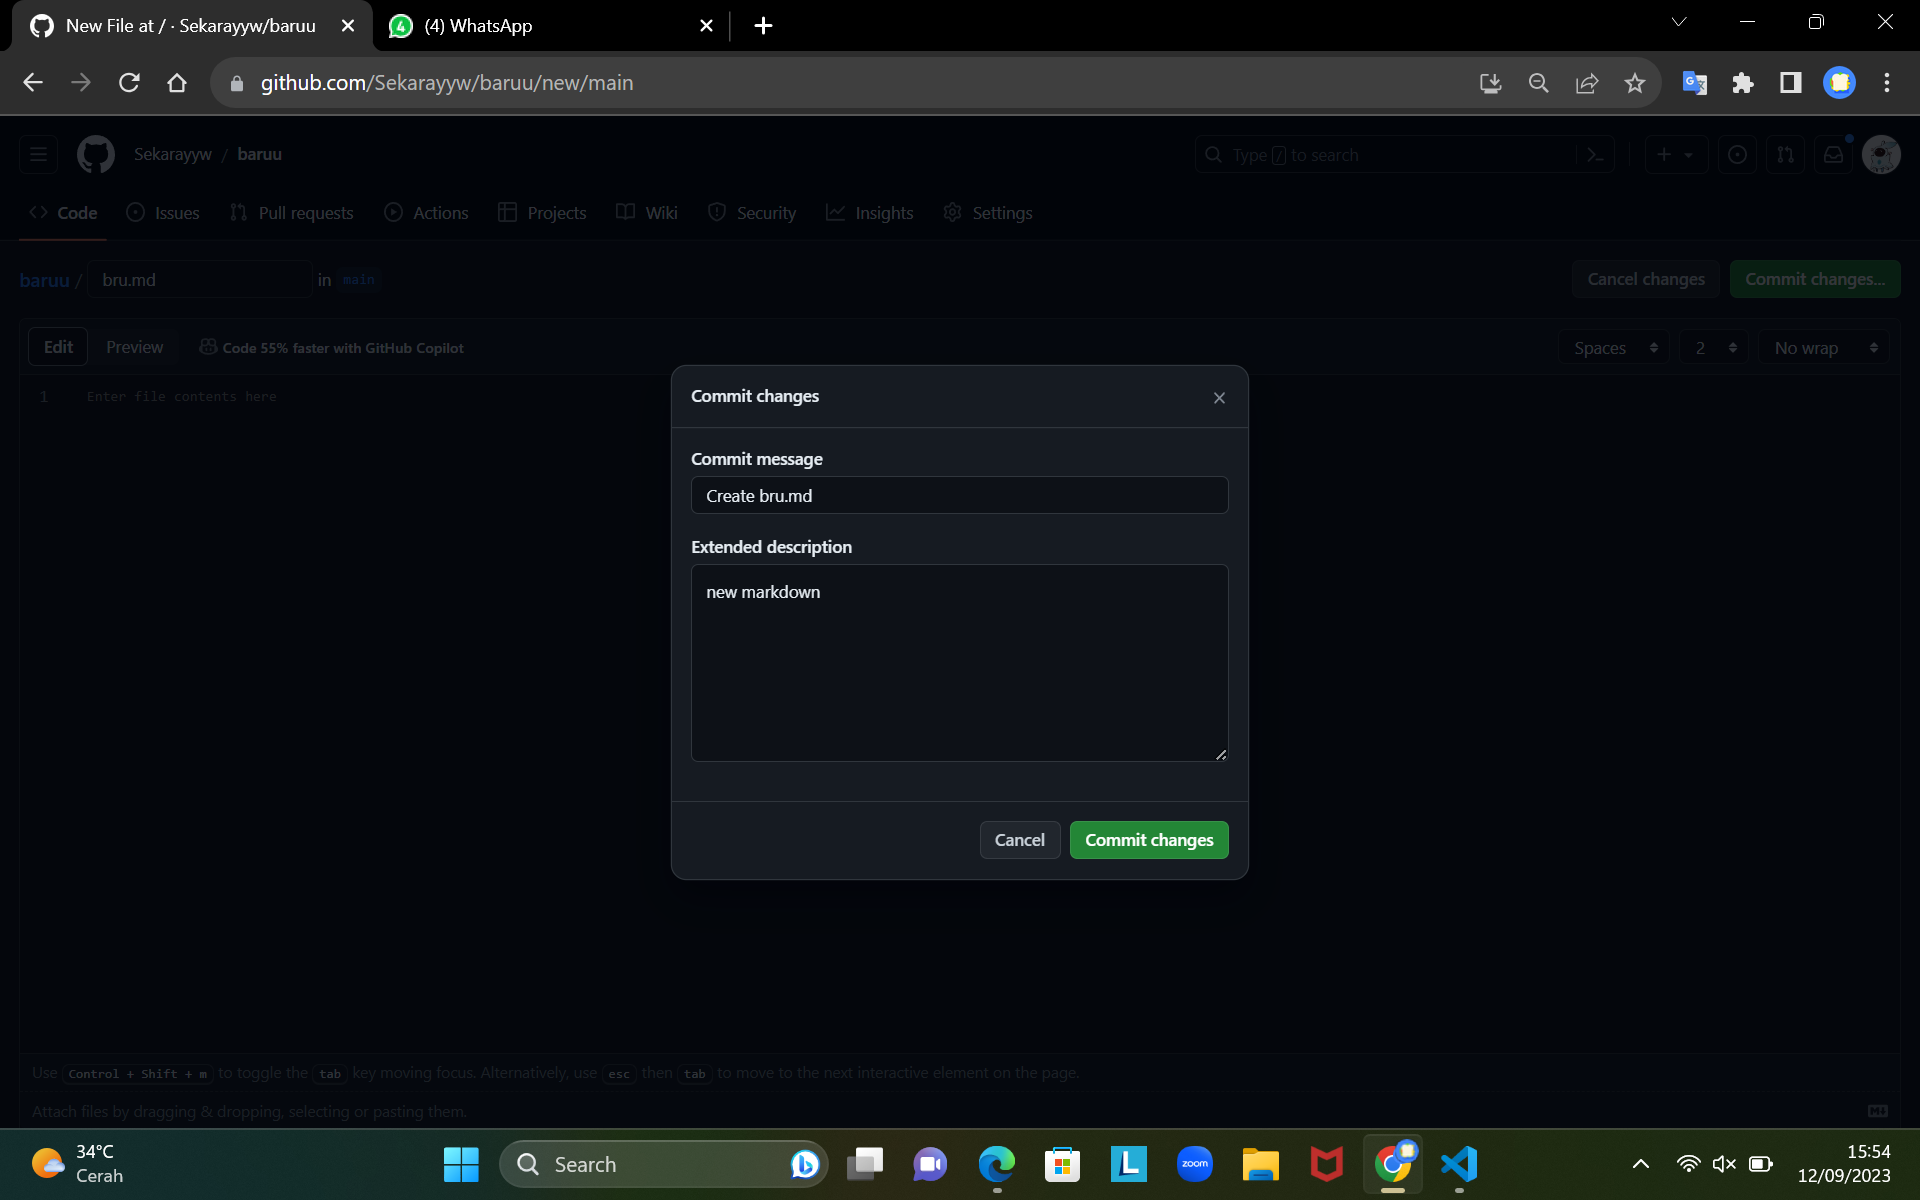 New File at / · Sekarayyw/baruu
4
(4) WhatsApp
github.com/Sekarayyw/baruu/new/main
Sekarayyw / baruu
Type / to search
Code
Issues
Pull requests
Actions
Projects
Wiki
Security
Insights
Settings
baruu / bru.md in main
Cancel changes
Commit changes...
Edit
Preview
Code 55% faster with GitHub Copilot
Spaces
2
No wrap
1 Enter file contents here
Commit changes
Commit message
Create bru.md
Extended description
new markdown
Cancel
Commit changes
Use Control + Shift + m to toggle the tab key moving focus. Alternatively, use esc then tab to move to the next interactive element on the page.
Attach files by dragging & dropping, selecting or pasting them.
34°C
Cerah
Search
L
zoom
15:54
12/09/2023